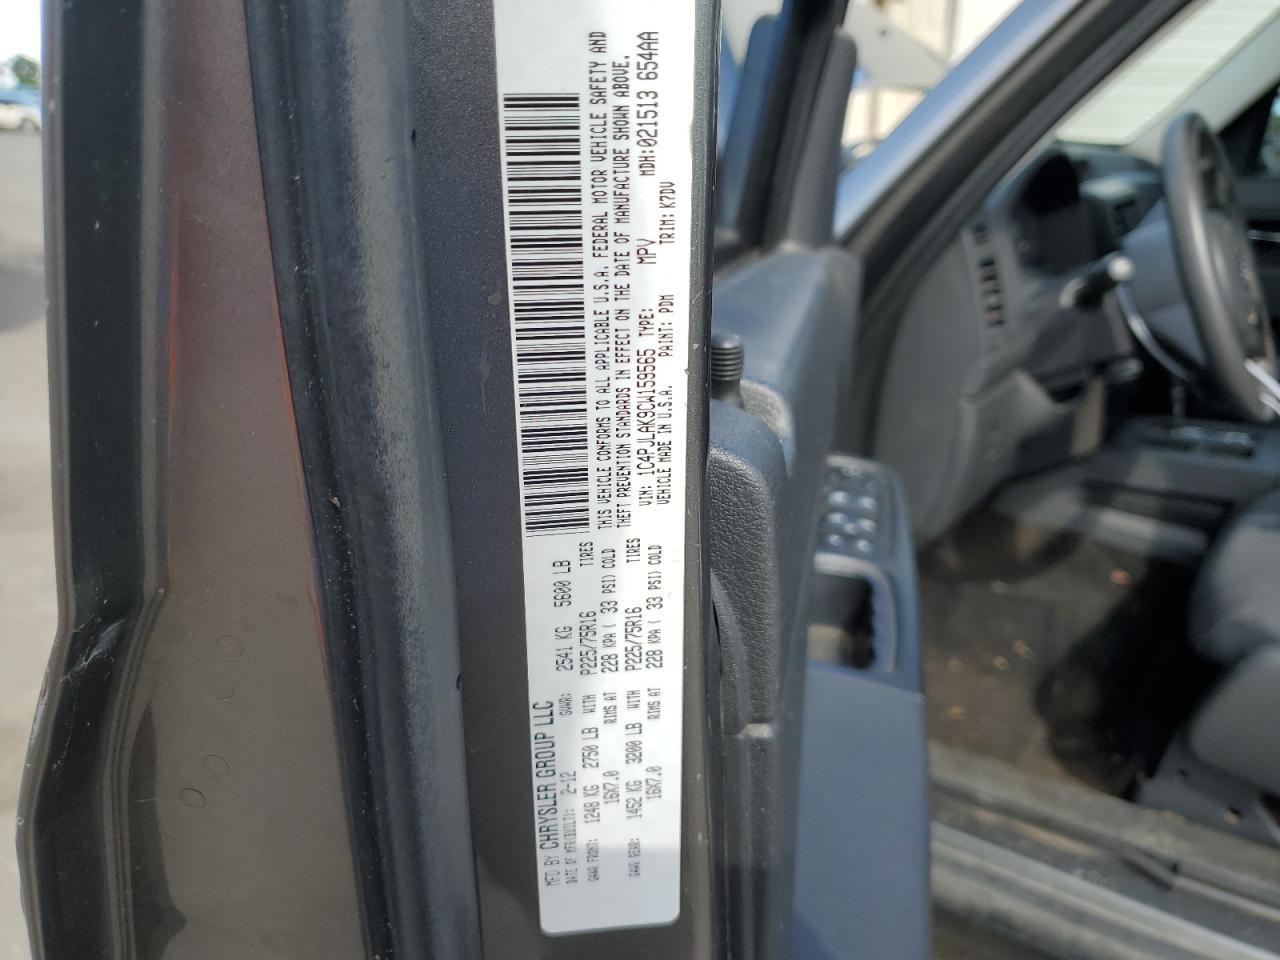 MFD BY CHRYSLER GROUP LLC
DATE OF MFR(BUILT): 2-12 GVWR: 2541 KG 5600 LB
GAWR FRONT: 1248 KG 2750 LB WITH P225/75R16 TIRES
16X7.0 RIMS AT 228 KPA ( 33 PSI) COLD
GAWR REAR: 1452 KG 3200 LB WITH P225/75R16 TIRES
16X7.0 RIMS AT 228 KPA ( 33 PSI) COLD
THIS VEHICLE CONFORMS TO ALL APPLICABLE U.S.A. FEDERAL MOTOR VEHICLE SAFETY AND
THEFT PREVENTION STANDARDS IN EFFECT ON THE DATE OF MANUFACTURE SHOWN ABOVE.
VIN: 1C4PJLAK9CW159565 TYPE: MPV MDH:021513 654AA
VEHICLE MADE IN U.S.A. PAINT: PDM TRIM: K7DV